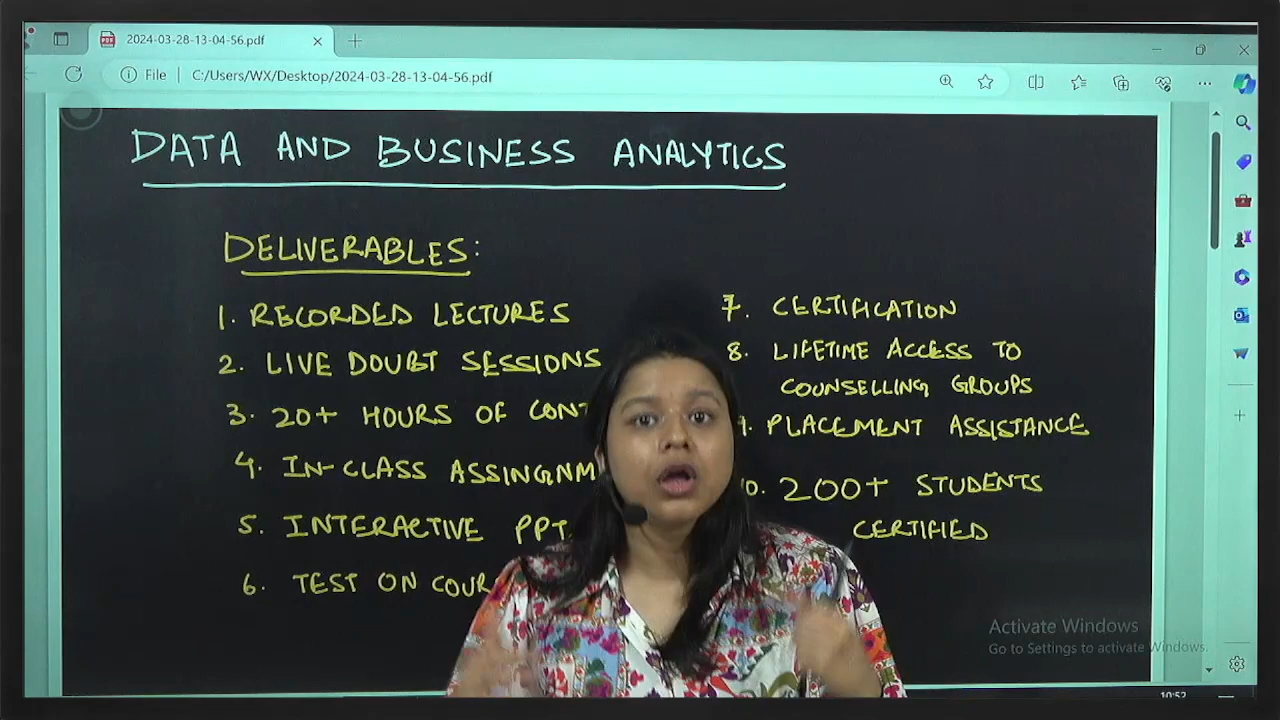 2024-03-28-13-04-56.pdf
File C:/Users/WX/Desktop/2024-03-28-13-04-56.pdf
DATA AND BUSINESS ANALYTICS
DELIVERABLES:
1. RECORDED LECTURES
2. LIVE DOUBT SESSIONS
3. 20+ HOURS OF
4. IN-CLASS
5. INTERACTIVE PPT
6. TEST ON
7. CERTIFICATION
8. LIFETIME ACCESS TO
COUNSELLING GROUPS
PLACEMENT ASSISTANCE
200+ STUDENTS
CERTIFIED
Activate Windows
Go to Settings to activate Windows.
10:52